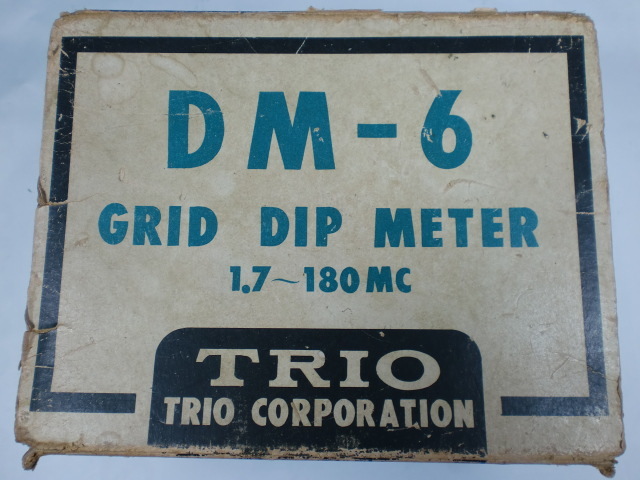 DM-6
GRID DIP METER
1.7~180MC
TRIO
TRIO CORPORATION